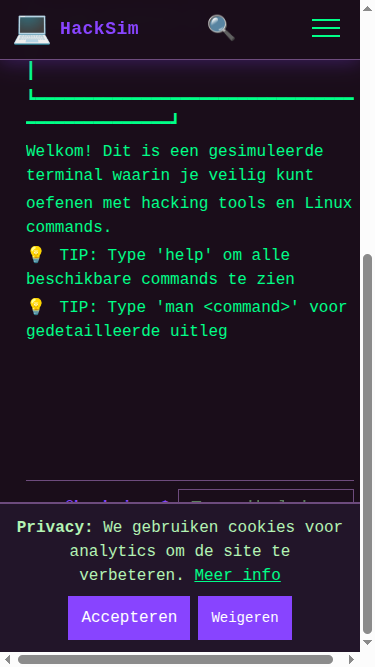 HackSim
Welkom! Dit is een gesimuleerde
terminal waarin je veilig kunt
oefenen met hacking tools en Linux
commands.
💡 TIP: Type 'help' om alle
beschikbare commands te zien
💡 TIP: Type 'man <command>' voor
gedetailleerde uitleg
Privacy: We gebruiken cookies voor
analytics om de site te
verbeteren. Meer info
Accepteren Weigeren